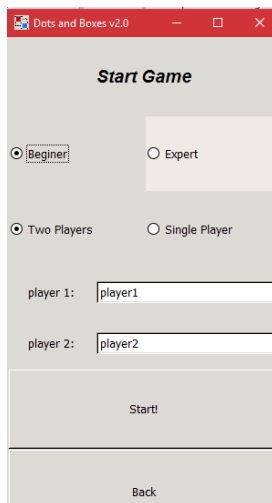 Dots and Boxes v2.0
Start Game
Beginer Expert
Two Players Single Player
player 1: player1
player 2: player2
Start!
Back